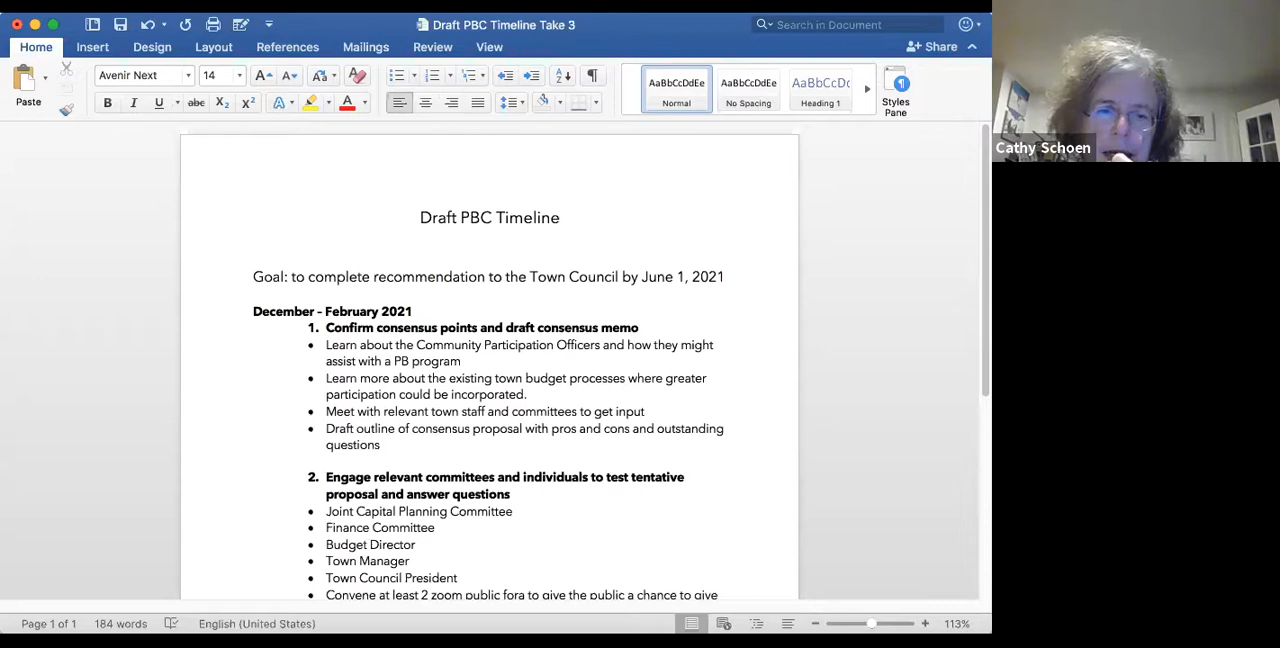 Draft PBC Timeline Take 3
Search in Document
Home Insert Design Layout References Mailings Review View
Share
Paste
Avenir Next 14
AaBbCcDdEe AaBbCcDdEe AaBbCcDc
Normal No Spacing Heading 1
Styles
Pane
Cathy Schoen
Draft PBC Timeline
Goal: to complete recommendation to the Town Council by June 1, 2021
December – February 2021
1. Confirm consensus points and draft consensus memo
• Learn about the Community Participation Officers and how they might
assist with a PB program
• Learn more about the existing town budget processes where greater
participation could be incorporated.
• Meet with relevant town staff and committees to get input
• Draft outline of consensus proposal with pros and cons and outstanding
questions
2. Engage relevant committees and individuals to test tentative
proposal and answer questions
• Joint Capital Planning Committee
• Finance Committee
• Budget Director
• Town Manager
• Town Council President
• Convene at least 2 zoom public fora to give the public a chance to give
Page 1 of 1 184 words English (United States) 113%